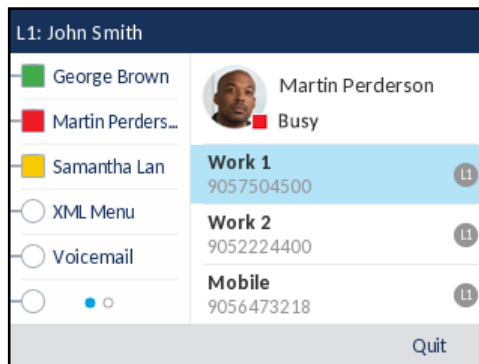 L1: John Smith
George Brown
Martin Perders...
Samantha Lan
XML Menu
Voicemail
Martin Perderson
Busy
Work 1
9057504500
L1
Work 2
9052224400
L1
Mobile
9056473218
L1
Quit